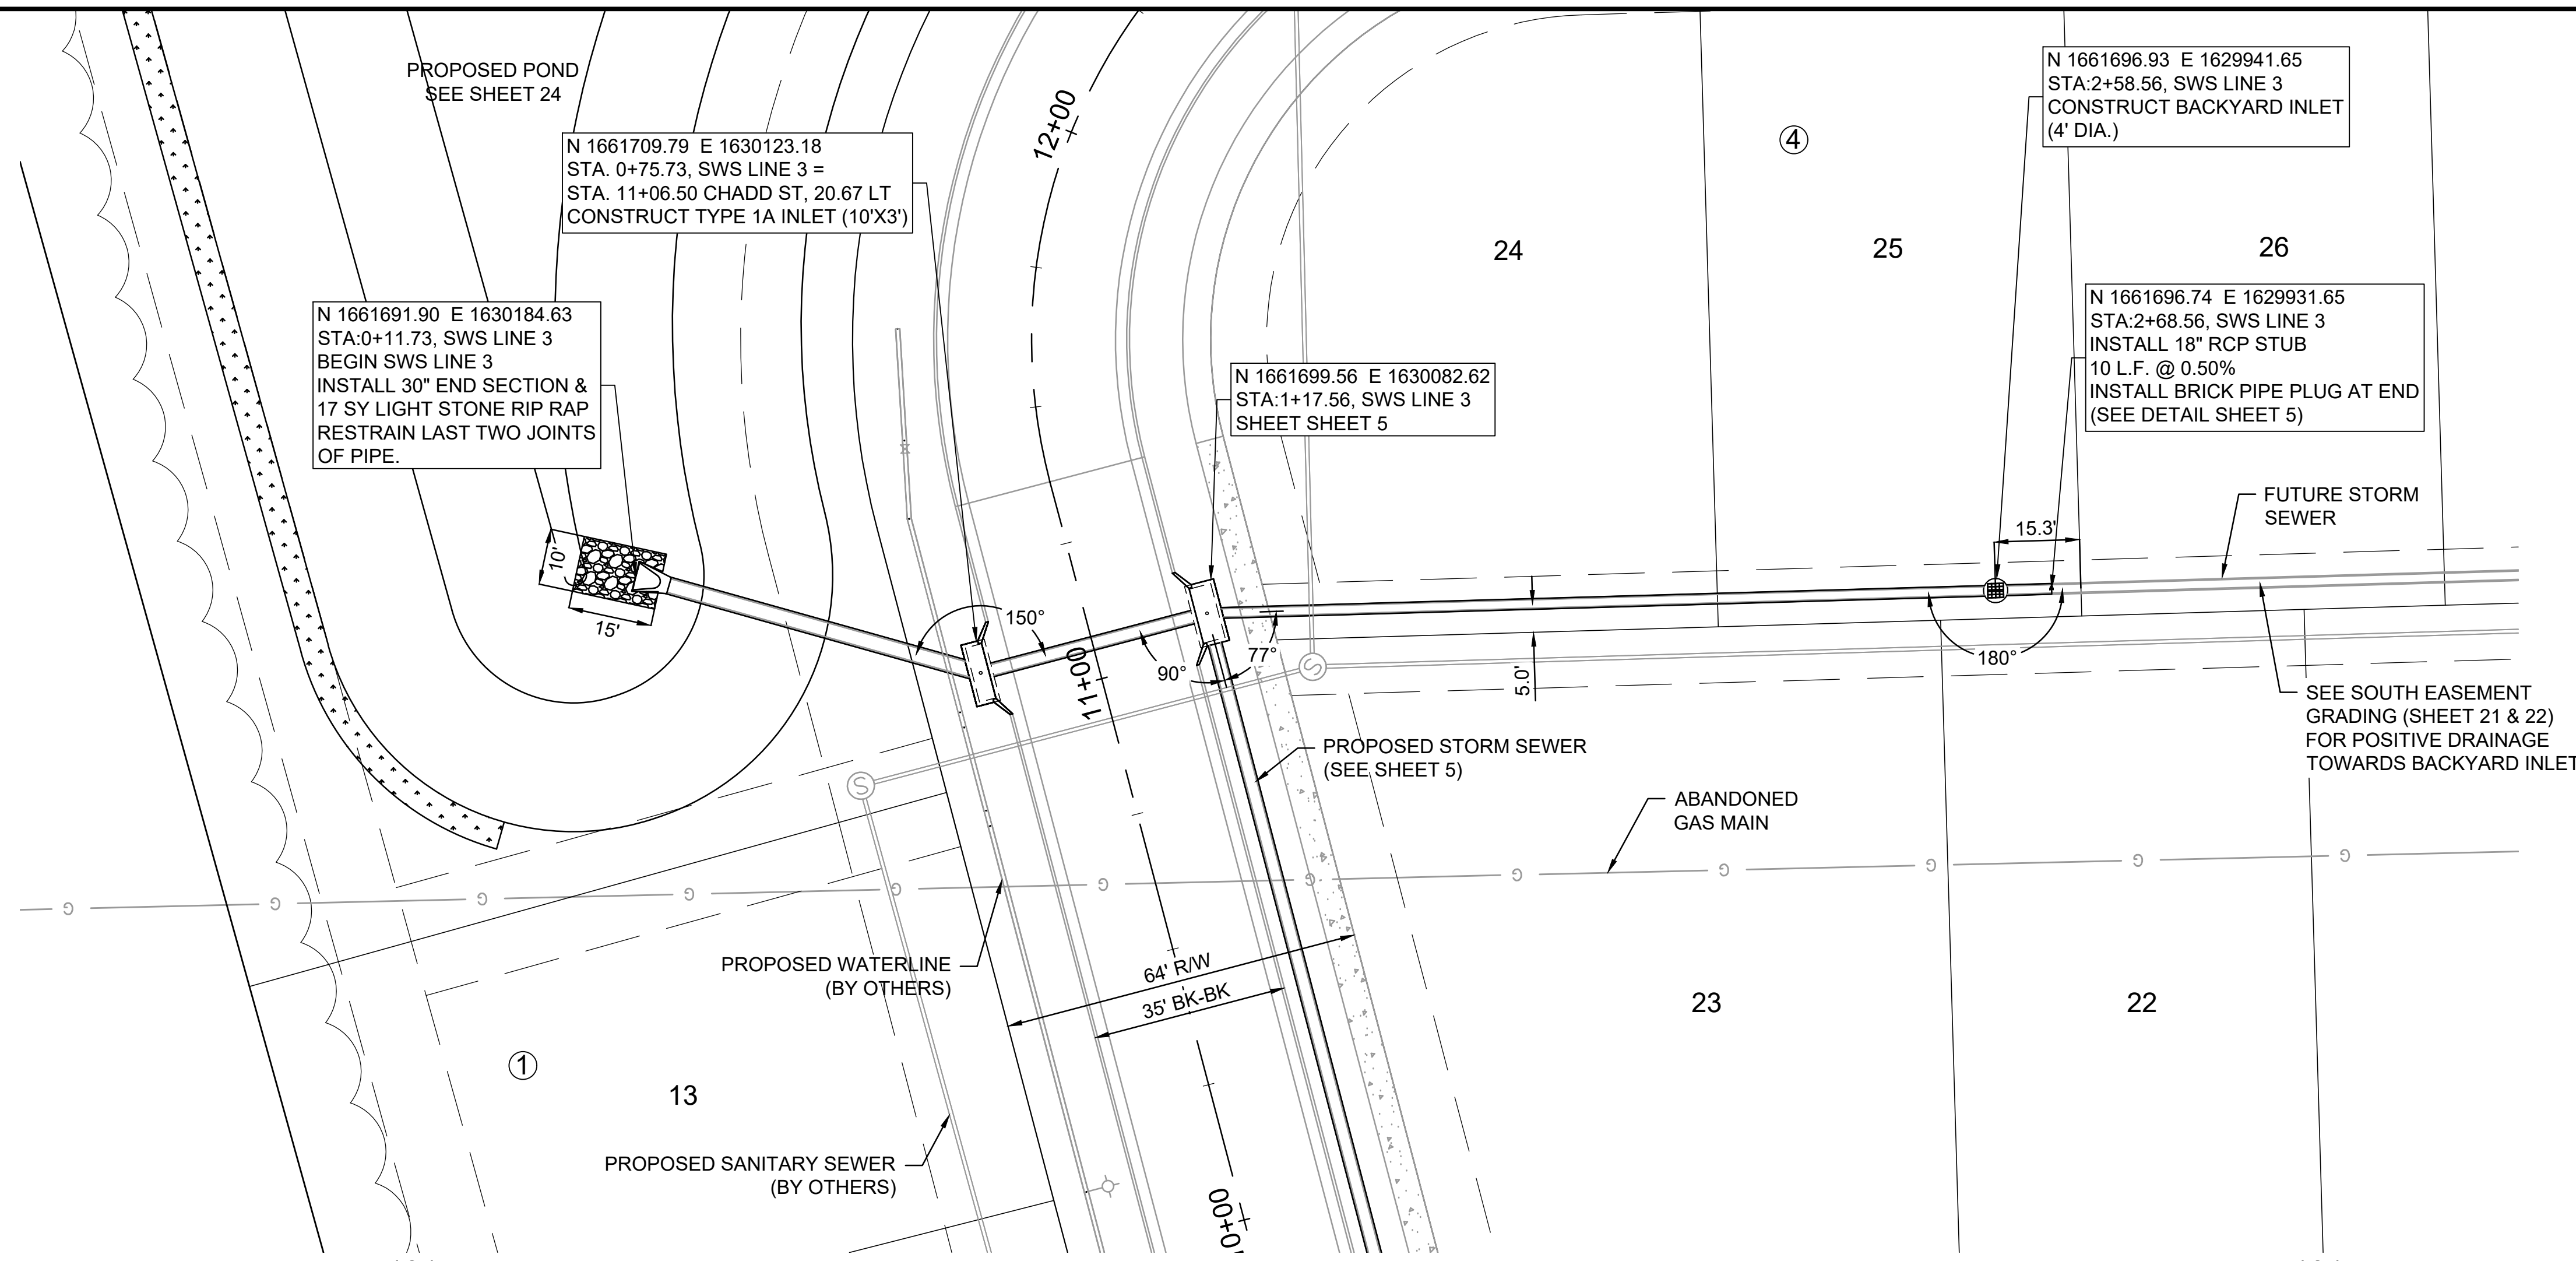 PROPOSED POND
SEE SHEET 24
N 1661709.79  E 1630123.18
STA. 0+75.73, SWS LINE 3 =
STA. 11+06.50 CHADD ST, 20.67 LT
CONSTRUCT TYPE 1A INLET (10'X3')
12+00
4
N 1661696.93  E 1629941.65
STA:2+58.56, SWS LINE 3
CONSTRUCT BACKYARD INLET
(4' DIA.)
24
25
26
N 1661691.90  E 1630184.63
STA:0+11.73, SWS LINE 3
BEGIN SWS LINE 3
INSTALL 30" END SECTION &
17 SY LIGHT STONE RIP RAP
RESTRAIN LAST TWO JOINTS
OF PIPE.
N 1661699.56  E 1630082.62
STA:1+17.56, SWS LINE 3
SHEET SHEET 5
N 1661696.74  E 1629931.65
STA:2+68.56, SWS LINE 3
INSTALL 18" RCP STUB
10 L.F. @ 0.50%
INSTALL BRICK PIPE PLUG AT END
(SEE DETAIL SHEET 5)
FUTURE STORM
SEWER
15.3'
10'
15'
150°
90°
77°
S
180°
5.0'
11+00
SEE SOUTH EASEMENT
GRADING (SHEET 21 & 22)
FOR POSITIVE DRAINAGE
TOWARDS BACKYARD INLET
PROPOSED STORM SEWER
(SEE SHEET 5)
S
ABANDONED
GAS MAIN
G G G G G G G G G G G G
PROPOSED WATERLINE
(BY OTHERS)
64' R/W
35' BK-BK
23
22
1
13
PROPOSED SANITARY SEWER
(BY OTHERS)
0+00